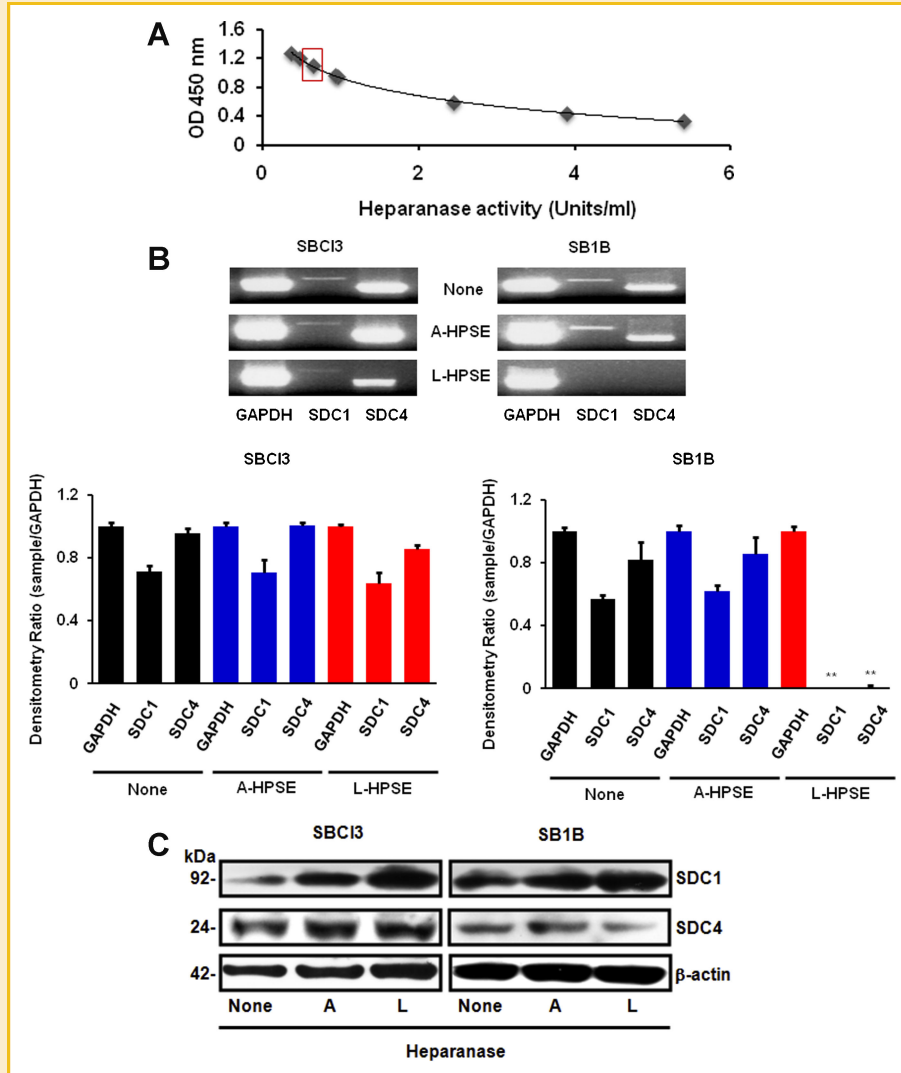 A
OD 450 nm
1.6
1.2
0.8
0.4
0
0 2 4 6
Heparanase activity (Units/ml)
B
SBCI3 SB1B
None
A-HPSE
L-HPSE
GAPDH SDC1 SDC4 GAPDH SDC1 SDC4
SBCI3
Densitometry Ratio (sample/GAPDH)
1.2
0.8
0.4
0
GAPDH SDC1 SDC4 GAPDH SDC1 SDC4 GAPDH SDC1 SDC4
None A-HPSE L-HPSE
SB1B
Densitometry Ratio (sample/GAPDH)
1.2
0.8
0.4
0
** **
GAPDH SDC1 SDC4 GAPDH SDC1 SDC4 GAPDH SDC1 SDC4
None A-HPSE L-HPSE
C
SBCI3 SB1B
kDa
92- SDC1
24- SDC4
42- β-actin
None A L None A L
Heparanase